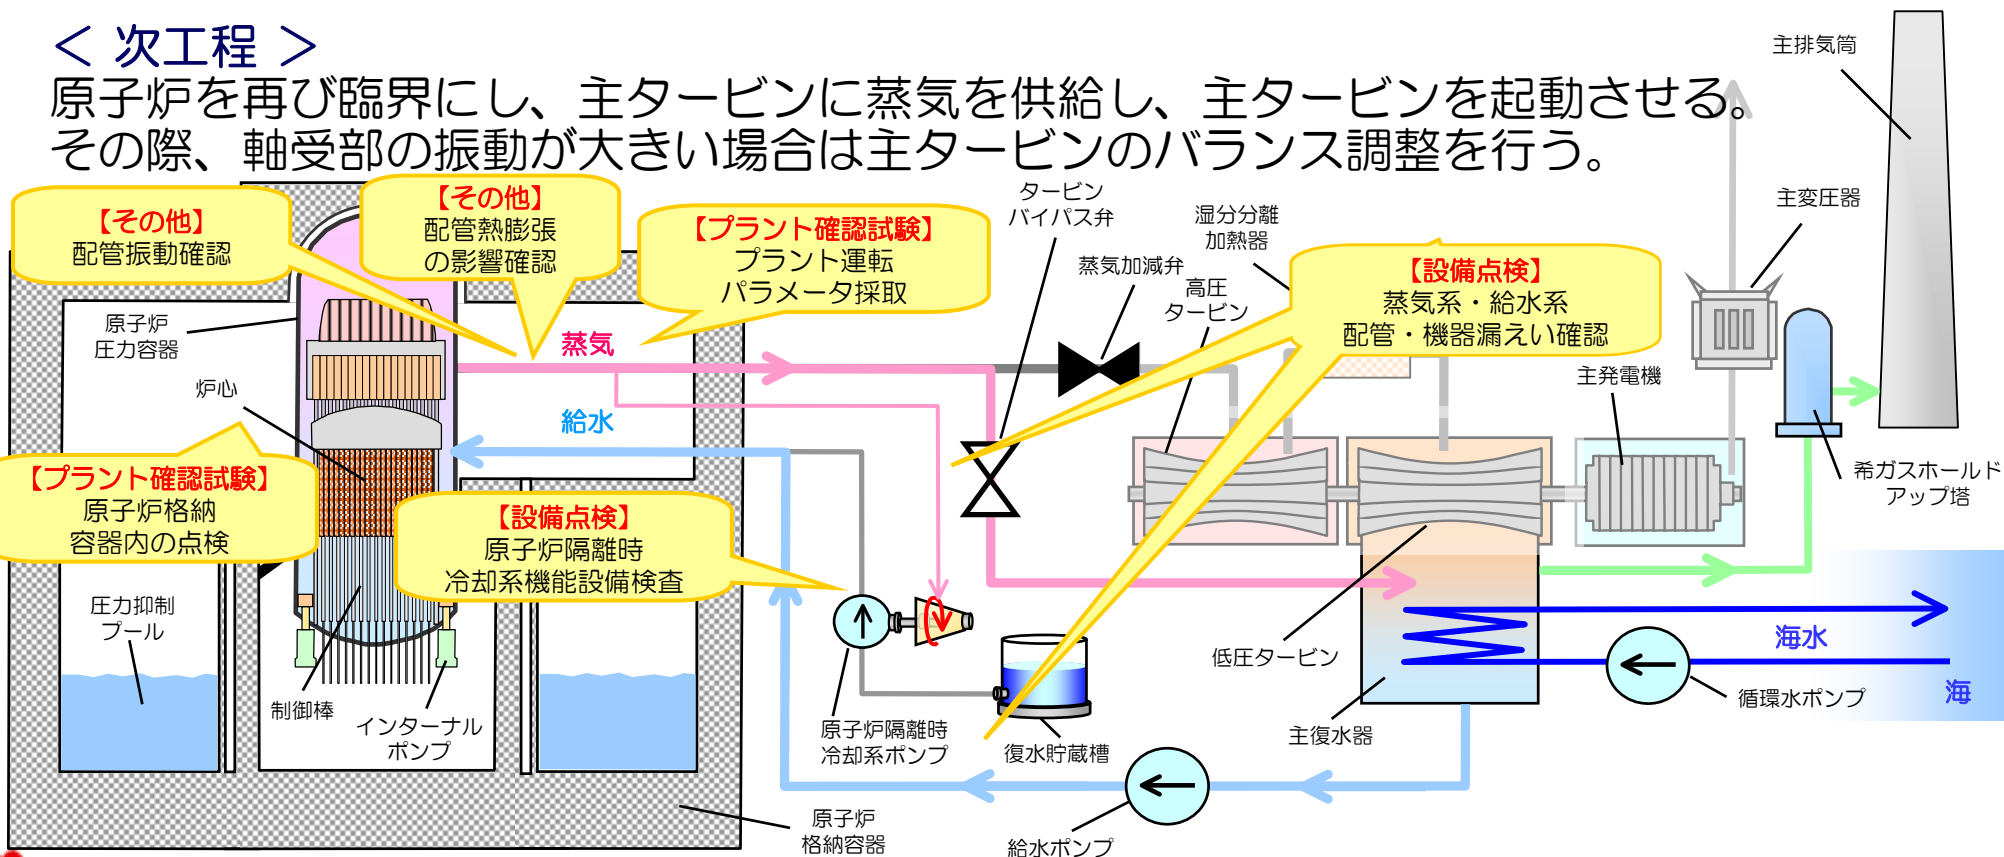 ＜ 次工程 ＞
原子炉を再び臨界にし、主タービンに蒸気を供給し、主タービンを起動させる。
その際、軸受部の振動が大きい場合は主タービンのバランス調整を行う。
主排気筒
【その他】
配管振動確認
【その他】
配管熱膨張
の影響確認
【プラント確認試験】
プラント運転
パラメータ採取
タービン
バイパス弁
湿分分離
加熱器
主変圧器
蒸気加減弁
高圧
タービン
【設備点検】
蒸気系・給水系
配管・機器漏えい確認
原子炉
圧力容器
蒸気
炉心
給水
主発電機
希ガスホールド
アップ塔
【プラント確認試験】
原子炉格納
容器内の点検
【設備点検】
原子炉隔離時
冷却系機能設備検査
圧力抑制
プール
制御棒
インターナル
ポンプ
原子炉隔離時
冷却系ポンプ
復水貯蔵槽
低圧タービン
主復水器
海水
循環水ポンプ
海
原子炉
格納容器
給水ポンプ